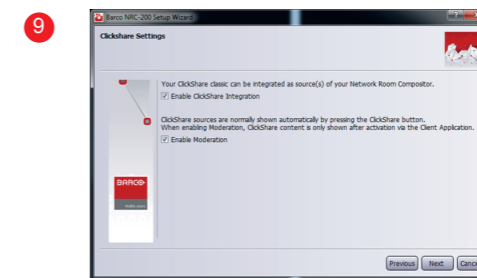 9
Barco NRC-200 Setup Wizard
Clickshare Settings
Your ClickShare classic can be integrated as source(s) of your Network Room Compositor.
Enable ClickShare Integration
ClickShare sources are normally shown automatically by pressing the ClickShare button.
When enabling Moderation, ClickShare content is only shown after activation via the Client Application.
Enable Moderation
BARCO
Previous
Next
Cance